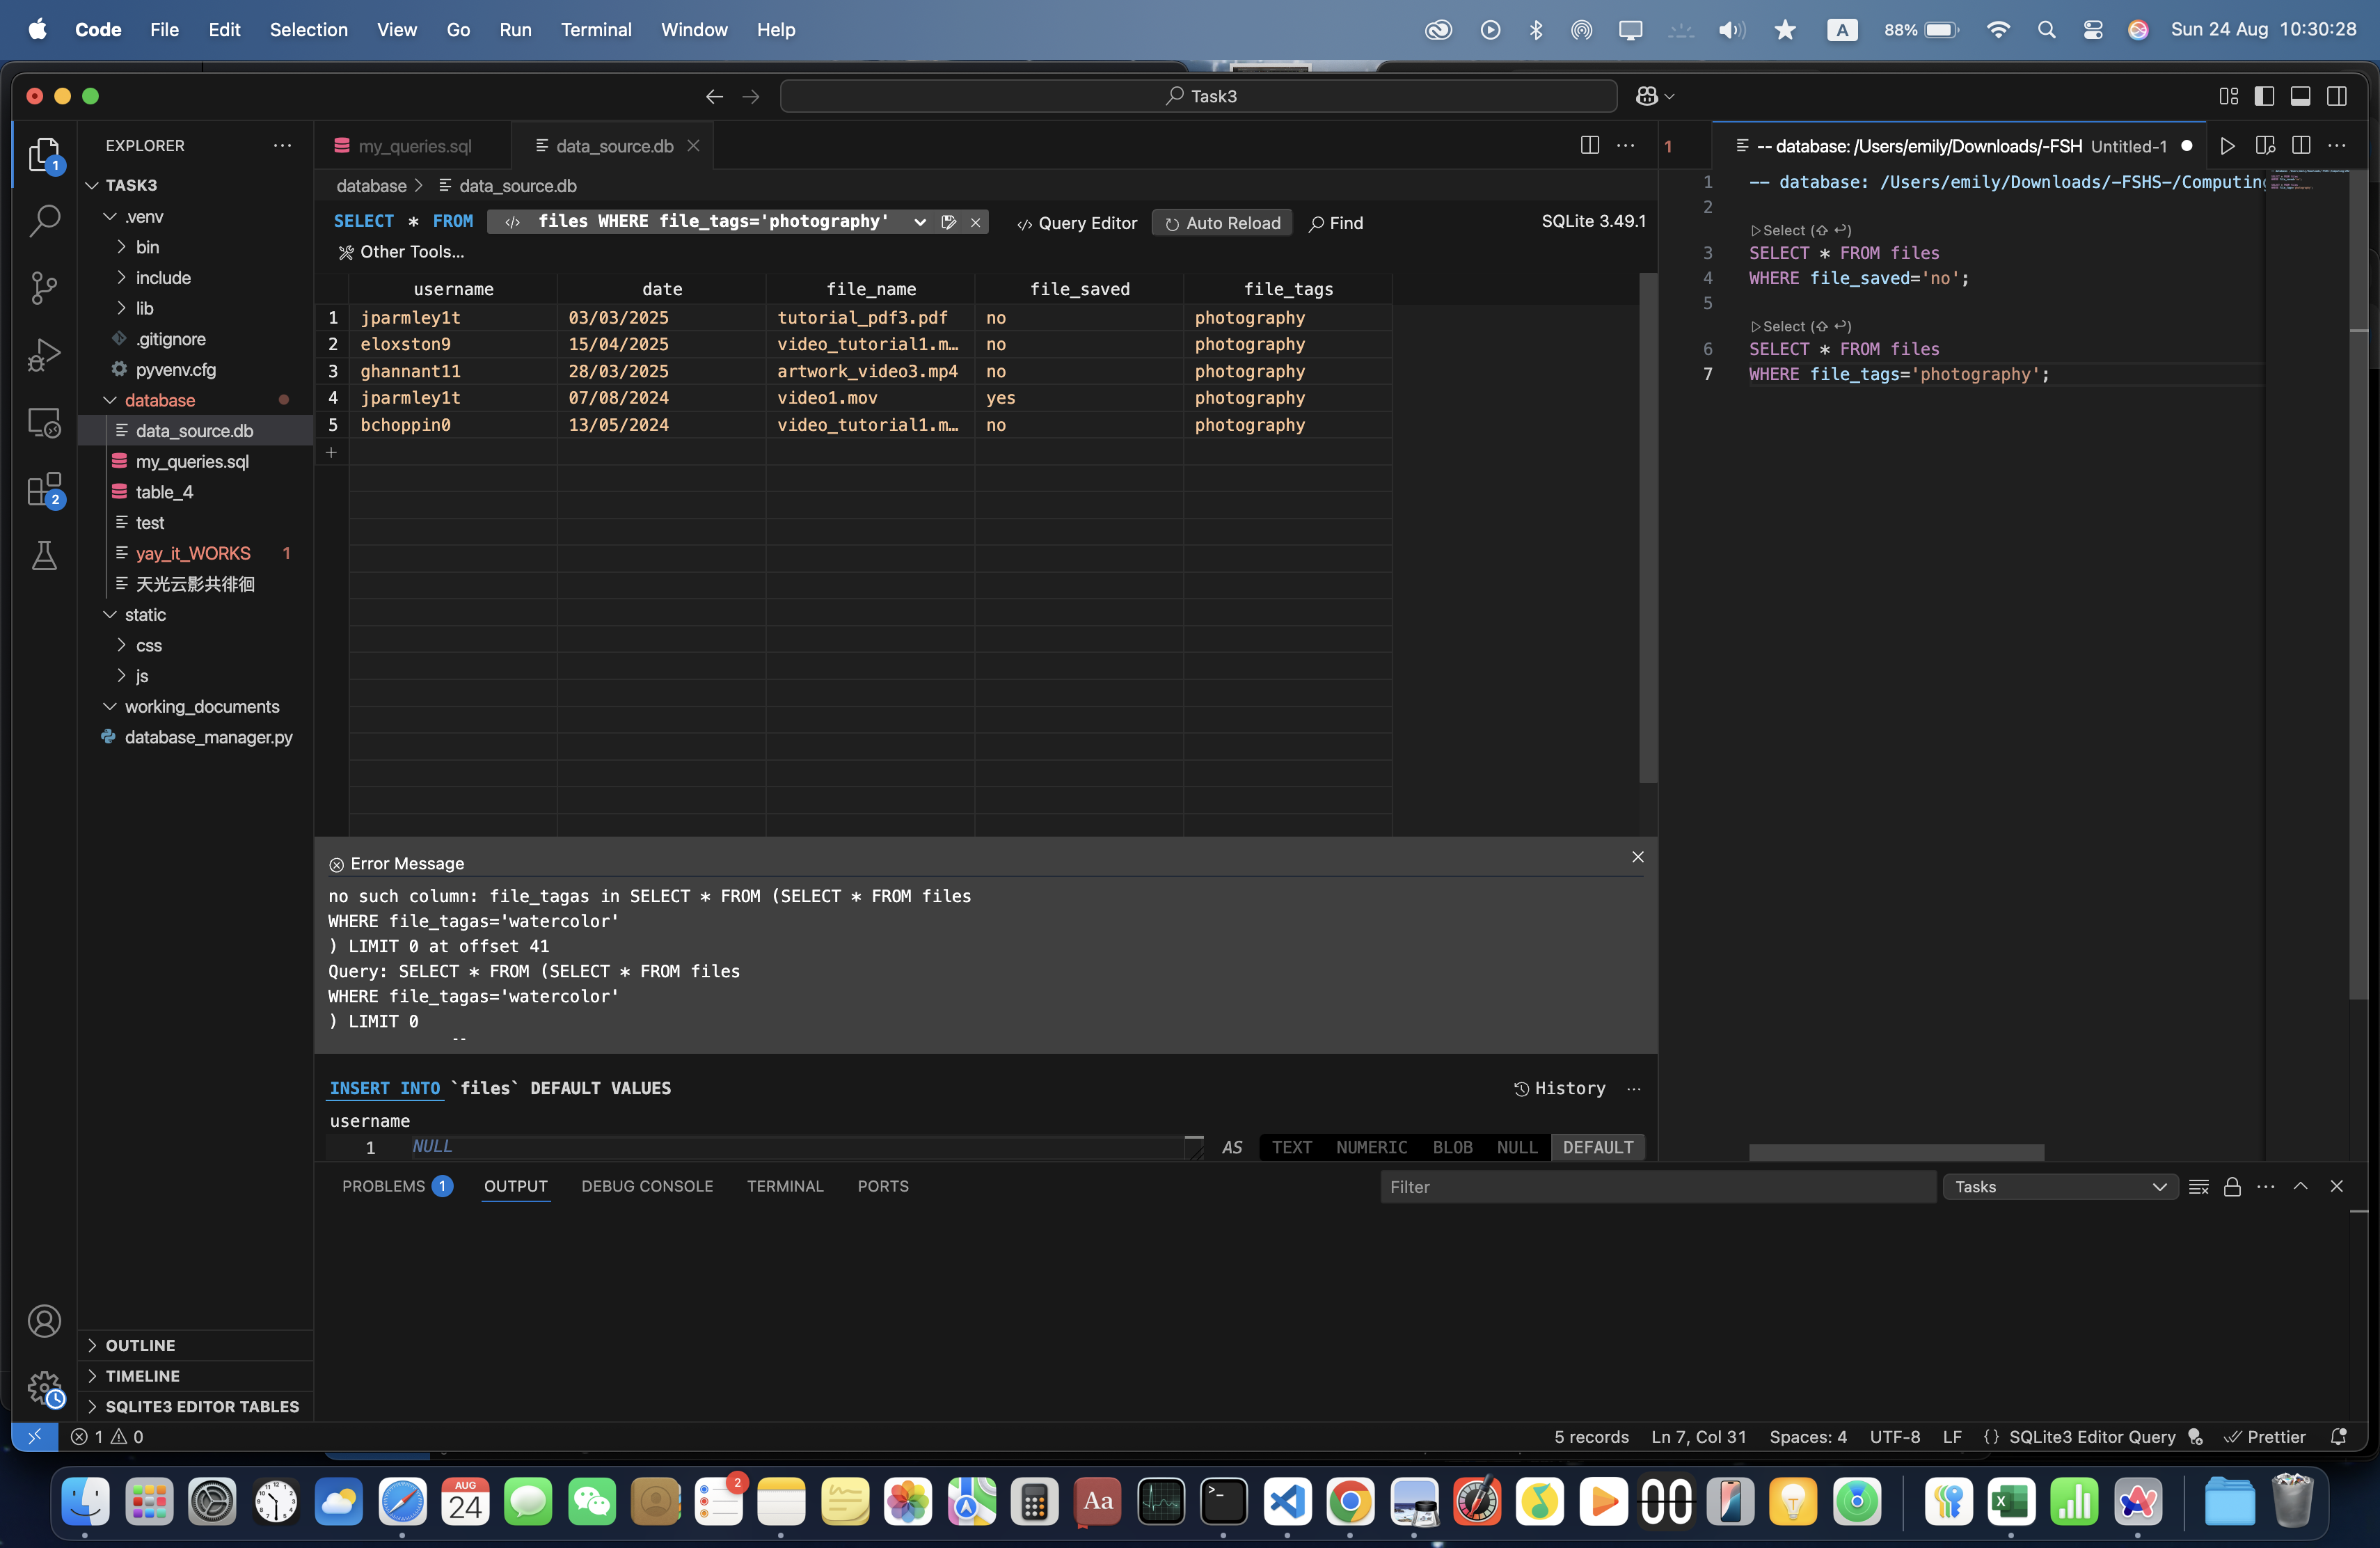 Code File Edit Selection View Go Run Terminal Window Help
A 88% Sun 24 Aug 10:30:28
Task3
EXPLORER
TASK3
.venv
bin
include
lib
.gitignore
pyvenv.cfg
database
data_source.db
my_queries.sql
table_4
test
yay_it_WORKS 1
天光云影共徘徊
static
css
js
working_documents
database_manager.py
OUTLINE
TIMELINE
SQLITE3 EDITOR TABLES
1
2
my_queries.sql data_source.db
database > data_source.db
SELECT * FROM </> files WHERE file_tags='photography' </> Query Editor Auto Reload Find SQLite 3.49.1
Other Tools...
username date file_name file_saved file_tags
1 jparmley1t 03/03/2025 tutorial_pdf3.pdf no photography
2 eloxston9 15/04/2025 video_tutorial1.m… no photography
3 ghannant11 28/03/2025 artwork_video3.mp4 no photography
4 jparmley1t 07/08/2024 video1.mov yes photography
5 bchoppin0 13/05/2024 video_tutorial1.m… no photography
+
Error Message
no such column: file_tagas in SELECT * FROM (SELECT * FROM files
WHERE file_tagas='watercolor'
) LIMIT 0 at offset 41
Query: SELECT * FROM (SELECT * FROM files
WHERE file_tagas='watercolor'
) LIMIT 0
INSERT INTO `files` DEFAULT VALUES History
username
1 NULL AS TEXT NUMERIC BLOB NULL DEFAULT
1 -- database: /Users/emily/Downloads/-FSH Untitled-1
1 -- database: /Users/emily/Downloads/-FSHS-/Computing
2
Select (⇧ ↩)
3 SELECT * FROM files
4 WHERE file_saved='no';
5
Select (⇧ ↩)
6 SELECT * FROM files
7 WHERE file_tags='photography';
PROBLEMS 1 OUTPUT DEBUG CONSOLE TERMINAL PORTS Filter Tasks
1 0 5 records Ln 7, Col 31 Spaces: 4 UTF-8 LF {} SQLite3 Editor Query Prettier
AUG
24
2
Aa
00